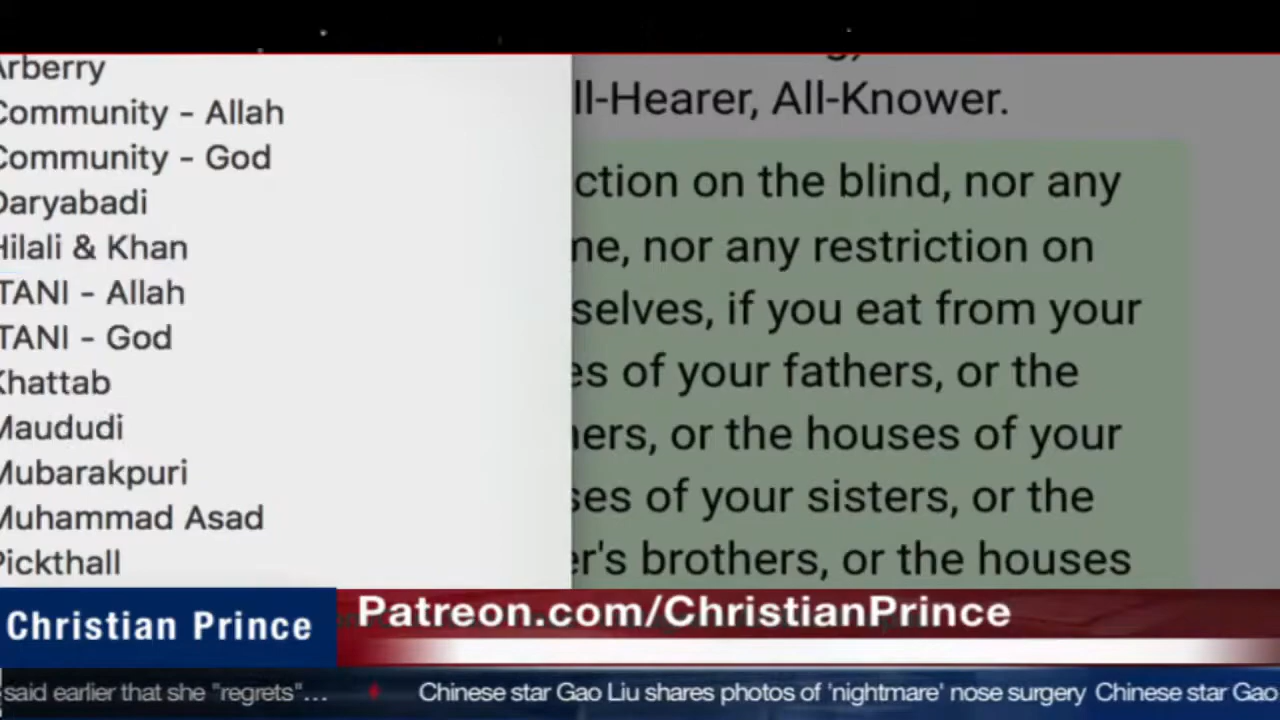 Arberry
Community - Allah
Community - God
Daryabadi
Hilali & Khan
ITANI - Allah
ITANI - God
Khattab
Maududi
Mubarakpuri
Muhammad Asad
Pickthall
ll-Hearer, All-Knower.
ction on the blind, nor any
me, nor any restriction on
selves, if you eat from your
es of your fathers, or the
hers, or the houses of your
ses of your sisters, or the
er's brothers, or the houses
Christian Prince
Patreon.com/ChristianPrince
said earlier that she "regrets"... Chinese star Gao Liu shares photos of 'nightmare' nose surgery Chinese star Gao